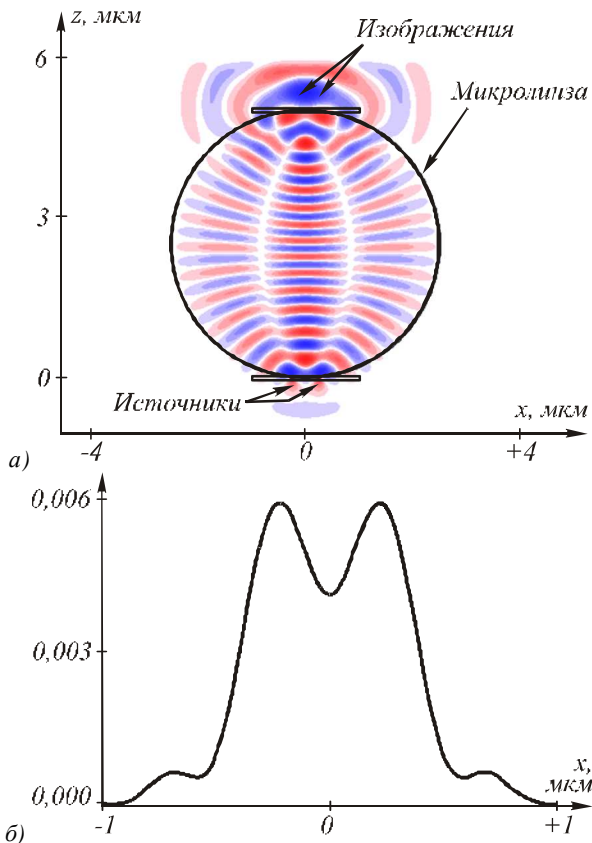 z, мкм
Изображения
6
Микролинза
3
0
Источники
x, мкм
-4
0
+4
а)
0,006
0,003
x,
мкм
0,000
-1
0
+1
б)